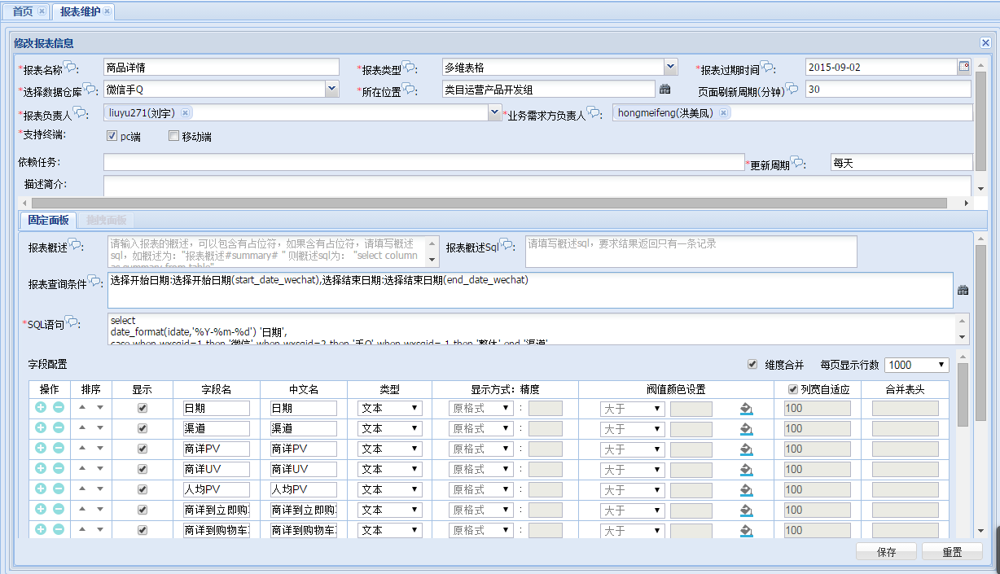 首页 报表维护
修改报表信息
*报表名称: 商品详情 *报表类型: 多维表格 *报表过期时间: 2015-09-02
*选择数据仓库: 微信手Q *所在位置: 类目运营产品开发组 页面刷新周期(分钟): 30
*报表负责人: liuyu271(刘宇) *业务需求方负责人: hongmeifeng(洪美凤)
*支持终端: pc端 移动端
依赖任务: *更新周期: 每天
描述简介:
固定面板 拖拽面板
报表概述: 请输入报表的概述，可以包含有占位符，如果含有占位符，请填写概述 报表概述Sql: 请填写概述sql，要求结果返回只有一条记录
sql，如概述为："报表概述#summary# " 则概述sql为： "select column
as summary from table"
报表查询条件: 选择开始日期:选择开始日期(start_date_wechat),选择结束日期:选择结束日期(end_date_wechat)
*SQL语句: select
date_format(idate,'%Y-%m-%d') '日期',
case when wxsqid=1 then '微信' when wxsqid=2 then '手Q' when wxsqid=-1 then '整体' end '渠道',
字段配置 维度合并 每页显示行数 1000
操作 排序 显示 字段名 中文名 类型 显示方式：精度 阀值颜色设置 列宽自适应 合并表头
日期 日期 文本 原格式 : 大于 100
渠道 渠道 文本 原格式 : 大于 100
商详PV 商详PV 文本 原格式 : 大于 100
商详UV 商详UV 文本 原格式 : 大于 100
人均PV 人均PV 文本 原格式 : 大于 100
商详到立即购 商详到立即购 文本 原格式 : 大于 100
商详到购物车 商详到购物车 文本 原格式 : 大于 100
保存 重置